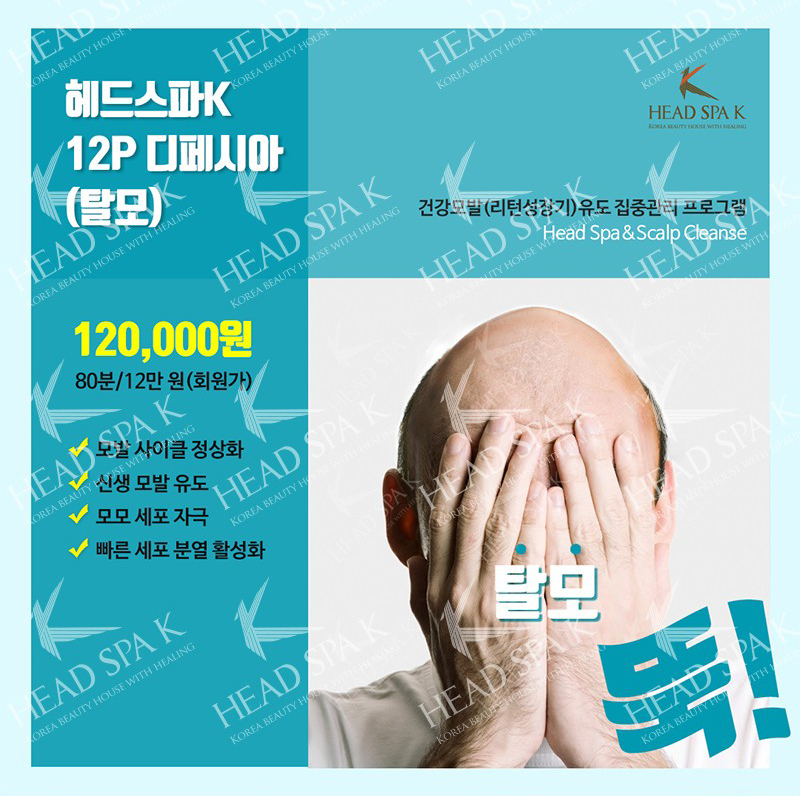 헤드스파K
12P 디페시아
(탈모)
HEAD SPA K
KOREA BEAUTY HOUSE WITH HEALING
건강모발(리턴성장기)유도 집중관리 프로그램
Head Spa&Scalp Cleanse
120,000원
80분/12만 원(회원가)
모발 사이클 정상화
신생 모발 유도
모모 세포 자극
빠른 세포 분열 활성화
탈모
뚝!